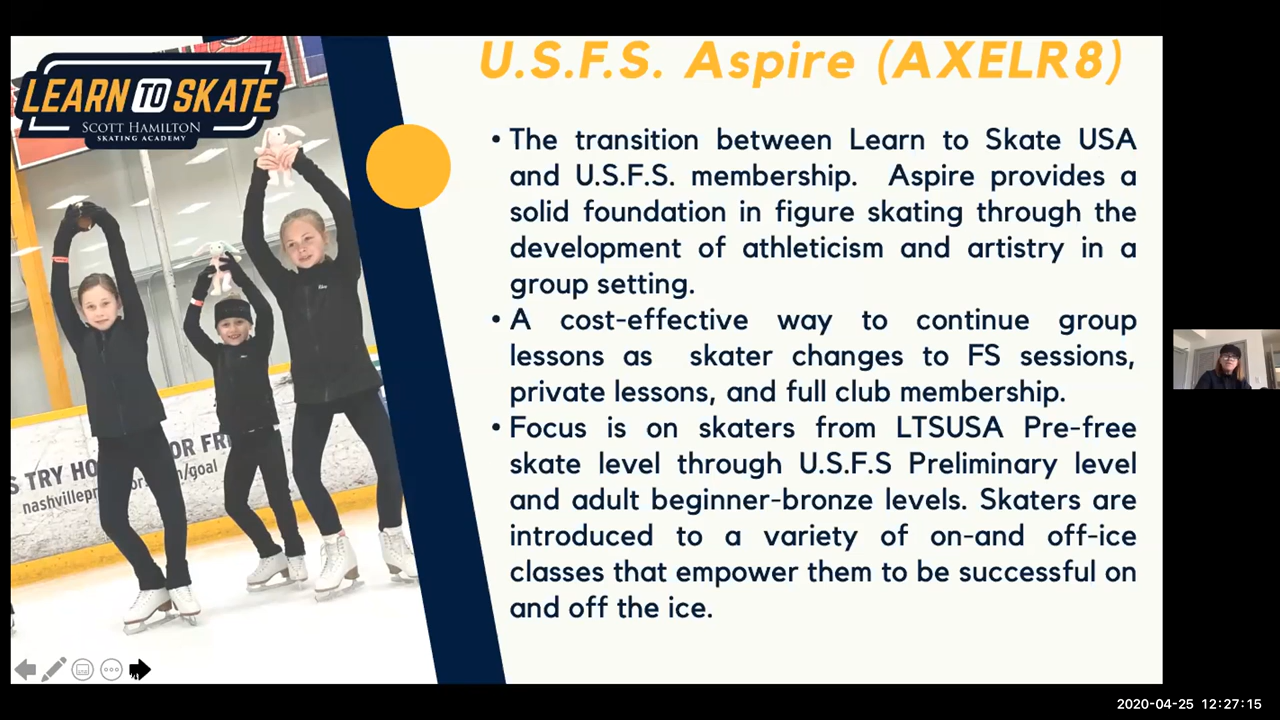 U.S.F.S. Aspire (AXELR8)
LEARN TO SKATE
SCOTT HAMILTON
SKATING ACADEMY
• The transition between Learn to Skate USA
and U.S.F.S. membership. Aspire provides a
solid foundation in figure skating through the
development of athleticism and artistry in a
group setting.
• A cost-effective way to continue group
lessons as skater changes to FS sessions,
private lessons, and full club membership.
• Focus is on skaters from LTSUSA Pre-free
skate level through U.S.F.S Preliminary level
and adult beginner-bronze levels. Skaters are
introduced to a variety of on-and off-ice
classes that empower them to be successful on
and off the ice.
S TRY HO OR FR
nashvillepr /goal
2020-04-25 12:27:15